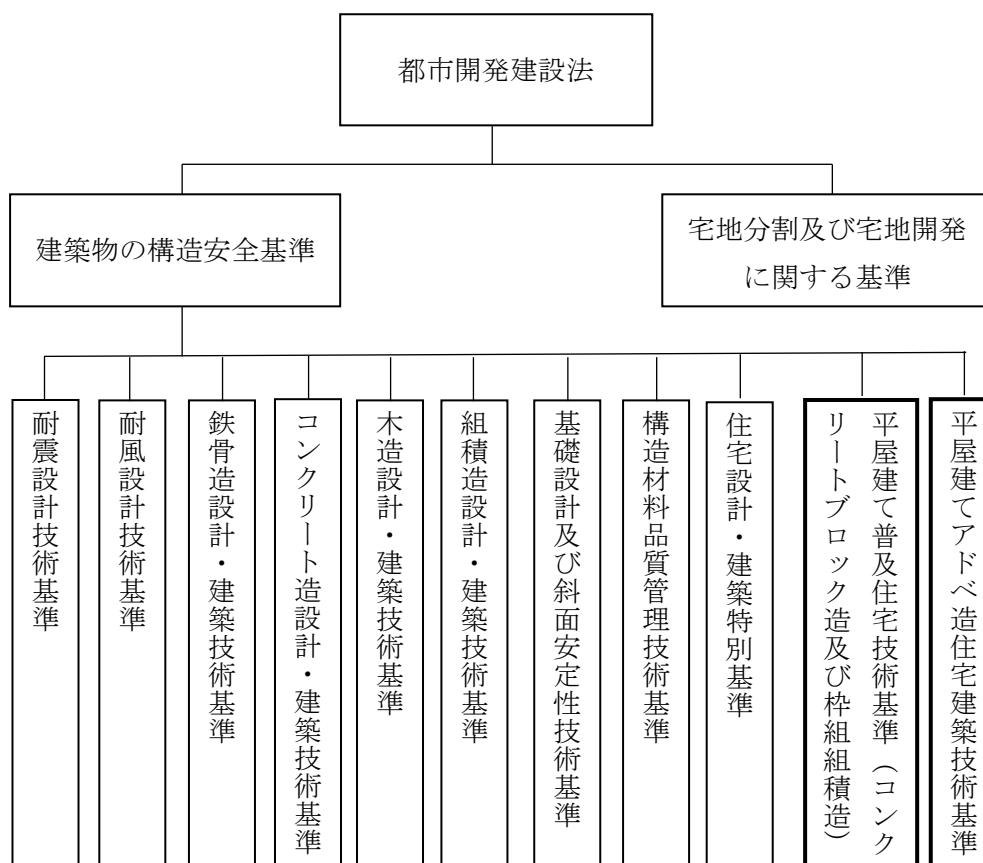 都市開発建設法
建築物の構造安全基準
宅地分割及び宅地開発
に関する基準
耐震設計技術基準
耐風設計技術基準
鉄骨造設計・建築技術基準
コンクリート造設計・建築技術基準
木造設計・建築技術基準
組積造設計・建築技術基準
基礎設計及び斜面安定性技術基準
構造材料品質管理技術基準
住宅設計・建築特別基準
平屋建て普及住宅技術基準（コンク
リートブロック造及び枠組組積造）
平屋建てアドベ造住宅建築技術基準